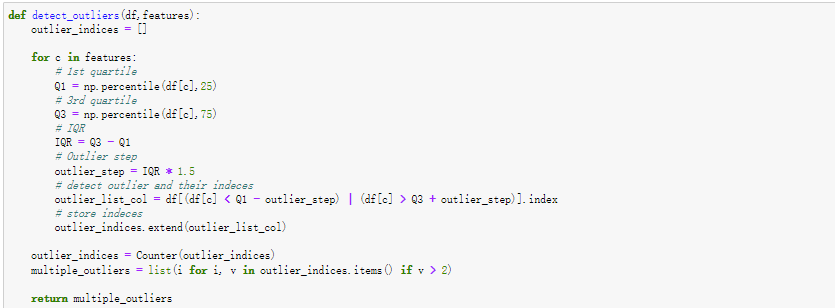 def detect_outliers(df,features):
    outlier_indices = []

    for c in features:
        # 1st quartile
        Q1 = np.percentile(df[c],25)
        # 3rd quartile
        Q3 = np.percentile(df[c],75)
        # IQR
        IQR = Q3 - Q1
        # Outlier step
        outlier_step = IQR * 1.5
        # detect outlier and their indeces
        outlier_list_col = df[(df[c] < Q1 - outlier_step) | (df[c] > Q3 + outlier_step)].index
        # store indeces
        outlier_indices.extend(outlier_list_col)

    outlier_indices = Counter(outlier_indices)
    multiple_outliers = list(i for i, v in outlier_indices.items() if v > 2)

    return multiple_outliers